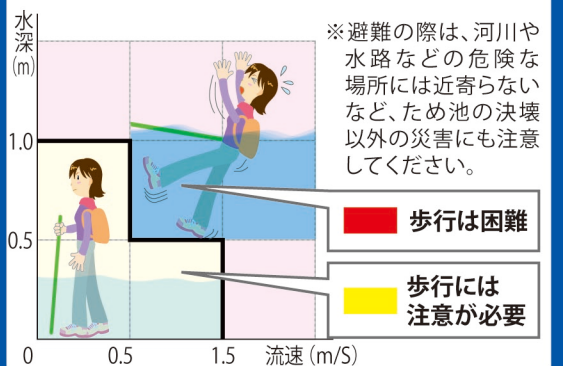 水深(m)
※避難の際は、河川や
水路などの危険な
場所には近寄らない
など、ため池の決壊
以外の災害にも注意
してください。
1.0
歩行は困難
0.5
歩行には
注意が必要
0
0.5
1.5
流速(m/S)